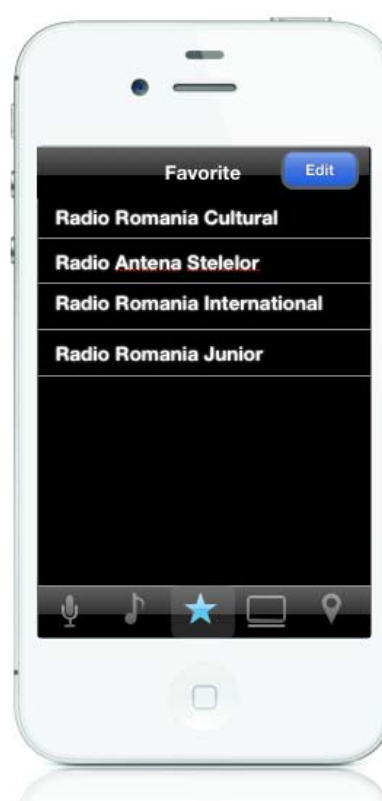 Favorite
Edit
Radio Romania Cultural
Radio Antena Stelelor
Radio Romania International
Radio Romania Junior